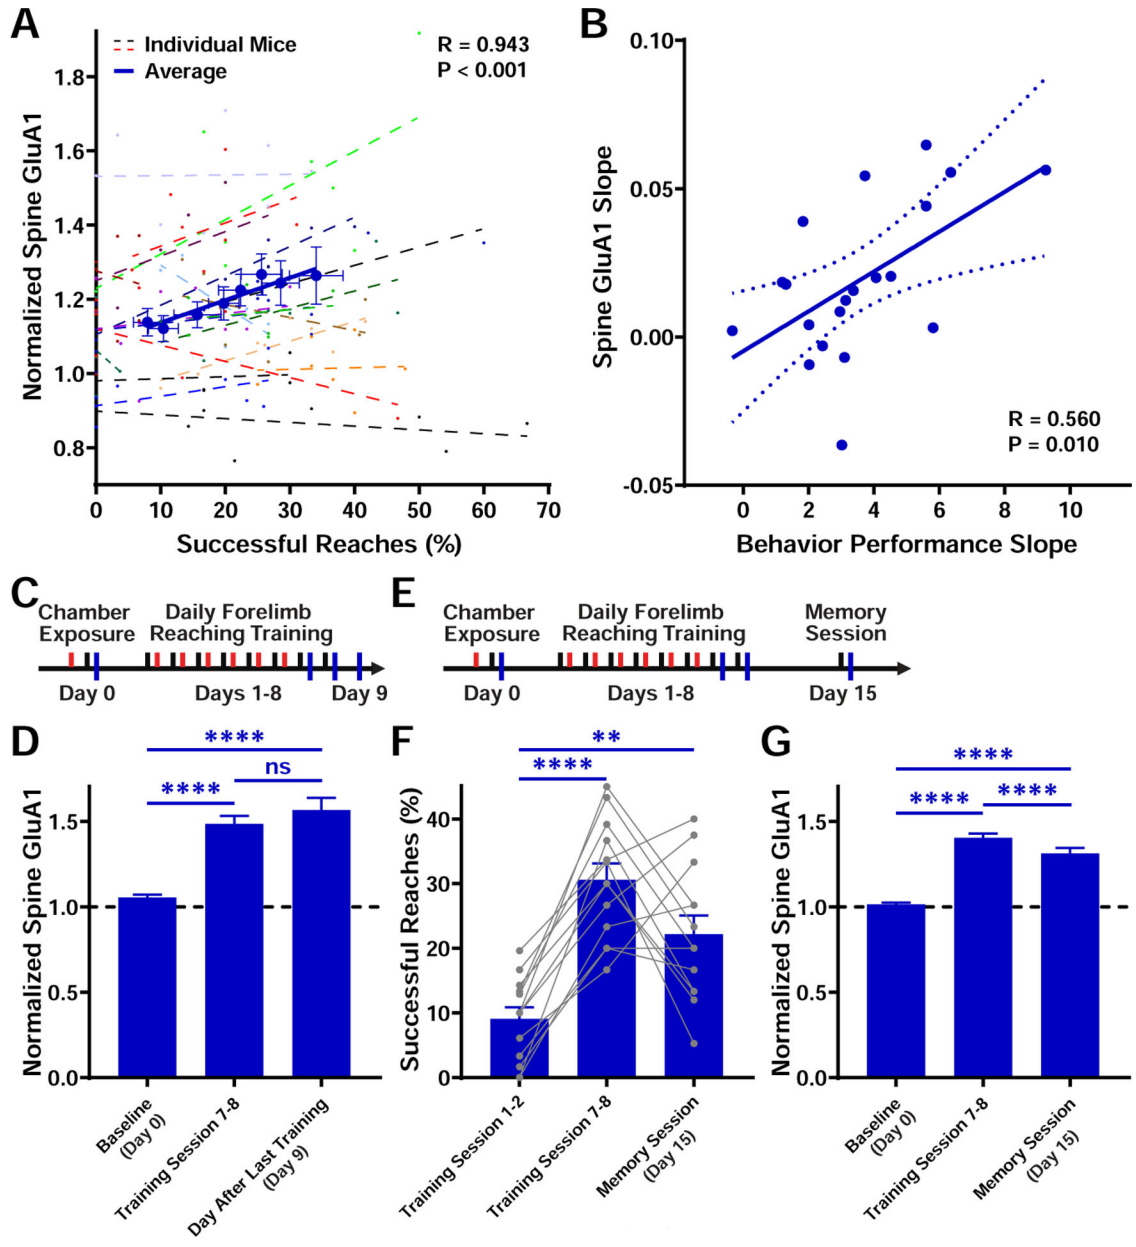 A
Individual Mice
Average
R = 0.943
P < 0.001
Normalized Spine GluA1
1.8
1.6
1.4
1.2
1.0
0.8
0 10 20 30 40 50 60 70
Successful Reaches (%)
B
Spine GluA1 Slope
0.10
0.05
0.00
-0.05
R = 0.560
P = 0.010
0 2 4 6 8 10
Behavior Performance Slope
C
Chamber
Exposure
Daily Forelimb
Reaching Training
Day 0
Days 1-8
Day 9
E
Chamber
Exposure
Daily Forelimb
Reaching Training
Memory
Session
Day 0
Days 1-8
Day 15
D
Normalized Spine GluA1
****
ns
****
1.5
1.0
0.5
0.0
Baseline
(Day 0)
Training Session 7-8
Day After Last Training
(Day 9)
F
Successful Reaches (%)
**
****
40
30
20
10
0
Training Session 1-2
Training Session 7-8
Memory Session
(Day 15)
G
Normalized Spine GluA1
****
**** ****
1.5
1.0
0.5
0.0
Baseline
(Day 0)
Training Session 7-8
Memory Session
(Day 15)